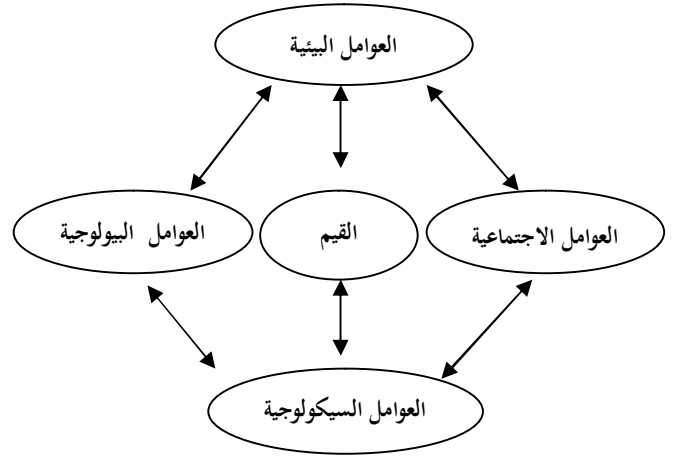 العوامل البيئية
العوامل الاجتماعية
القيم
العوامل البيولوجية
العوامل السيكولوجية